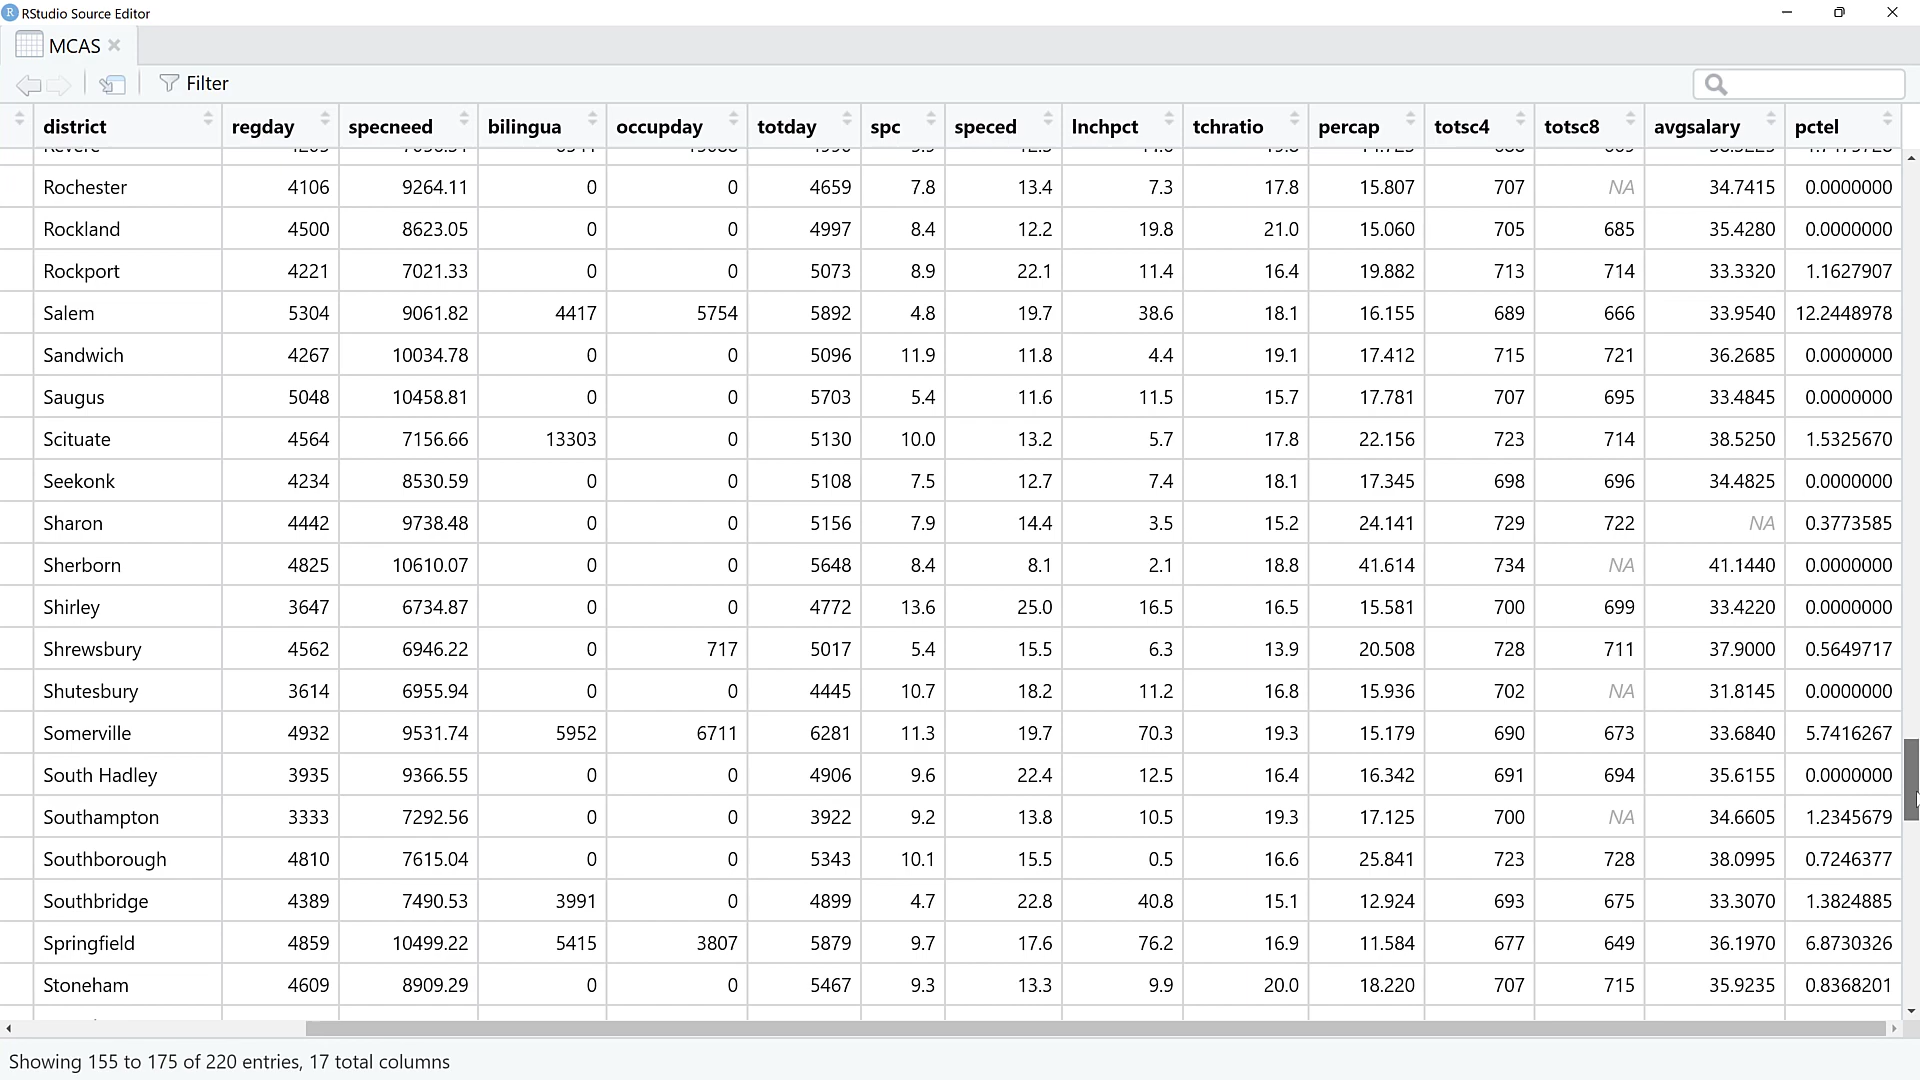 RStudio Source Editor
MCAS
Filter
district regday specneed bilingua occupday totday spc speced lnchpct tchratio percap totsc4 totsc8 avgsalary pctel
Rochester 4106 9264.11 0 0 4659 7.8 13.4 7.3 17.8 15.807 707 NA 34.7415 0.0000000
Rockland 4500 8623.05 0 0 4997 8.4 12.2 19.8 21.0 15.060 705 685 35.4280 0.0000000
Rockport 4221 7021.33 0 0 5073 8.9 22.1 11.4 16.4 19.882 713 714 33.3320 1.1627907
Salem 5304 9061.82 4417 5754 5892 4.8 19.7 38.6 18.1 16.155 689 666 33.9540 12.2448978
Sandwich 4267 10034.78 0 0 5096 11.9 11.8 4.4 19.1 17.412 715 721 36.2685 0.0000000
Saugus 5048 10458.81 0 0 5703 5.4 11.6 11.5 15.7 17.781 707 695 33.4845 0.0000000
Scituate 4564 7156.66 13303 0 5130 10.0 13.2 5.7 17.8 22.156 723 714 38.5250 1.5325670
Seekonk 4234 8530.59 0 0 5108 7.5 12.7 7.4 18.1 17.345 698 696 34.4825 0.0000000
Sharon 4442 9738.48 0 0 5156 7.9 14.4 3.5 15.2 24.141 729 722 NA 0.3773585
Sherborn 4825 10610.07 0 0 5648 8.4 8.1 2.1 18.8 41.614 734 NA 41.1440 0.0000000
Shirley 3647 6734.87 0 0 4772 13.6 25.0 16.5 16.5 15.581 700 699 33.4220 0.0000000
Shrewsbury 4562 6946.22 0 717 5017 5.4 15.5 6.3 13.9 20.508 728 711 37.9000 0.5649717
Shutesbury 3614 6955.94 0 0 4445 10.7 18.2 11.2 16.8 15.936 702 NA 31.8145 0.0000000
Somerville 4932 9531.74 5952 6711 6281 11.3 19.7 70.3 19.3 15.179 690 673 33.6840 5.7416267
South Hadley 3935 9366.55 0 0 4906 9.6 22.4 12.5 16.4 16.342 691 694 35.6155 0.0000000
Southampton 3333 7292.56 0 0 3922 9.2 13.8 10.5 19.3 17.125 700 NA 34.6605 1.2345679
Southborough 4810 7615.04 0 0 5343 10.1 15.5 0.5 16.6 25.841 723 728 38.0995 0.7246377
Southbridge 4389 7490.53 3991 0 4899 4.7 22.8 40.8 15.1 12.924 693 675 33.3070 1.3824885
Springfield 4859 10499.22 5415 3807 5879 9.7 17.6 76.2 16.9 11.584 677 649 36.1970 6.8730326
Stoneham 4609 8909.29 0 0 5467 9.3 13.3 9.9 20.0 18.220 707 715 35.9235 0.8368201
Showing 155 to 175 of 220 entries, 17 total columns